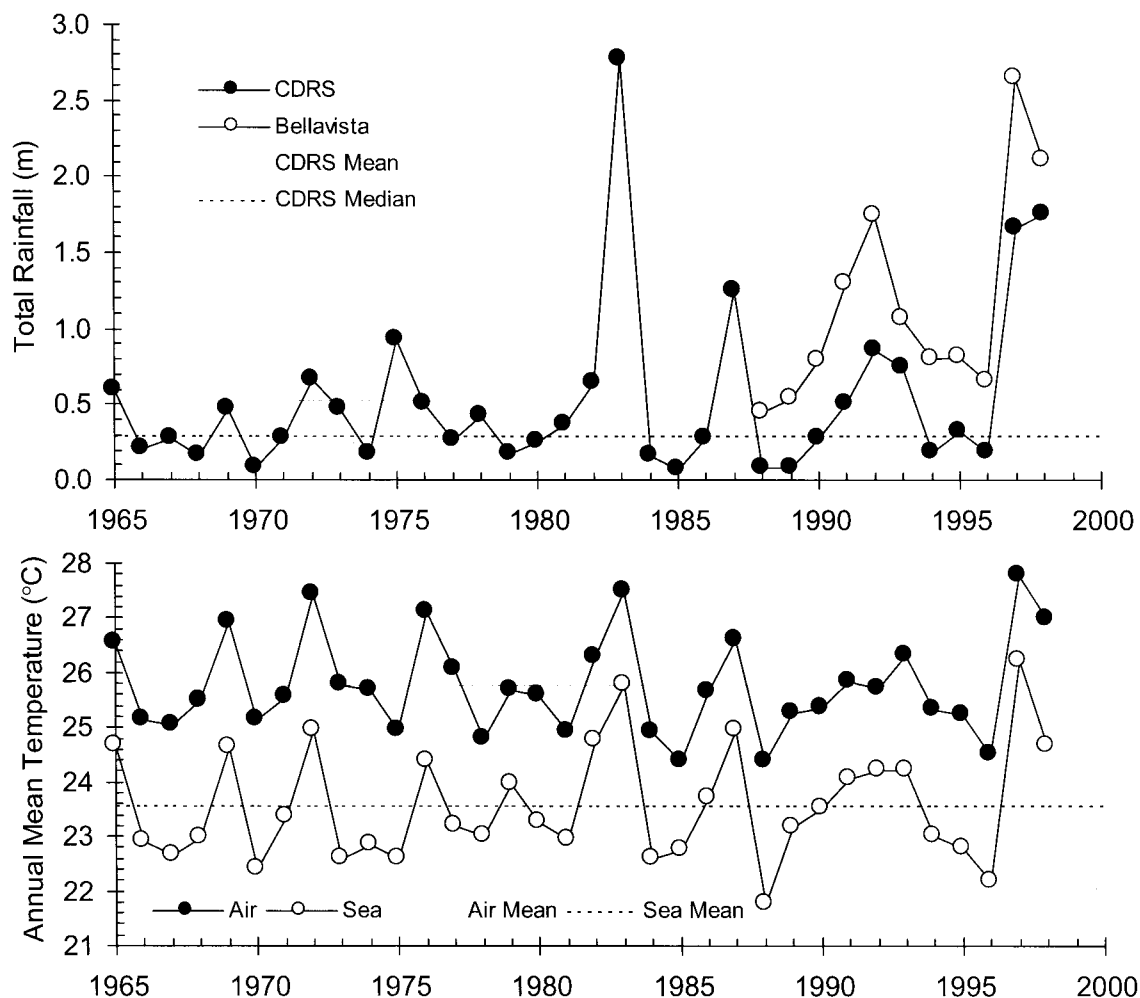 3.0
2.5
2.0
1.5
1.0
0.5
0.0
Total Rainfall (m)
CDRS
Bellavista
CDRS Mean
CDRS Median
1965 1970 1975 1980 1985 1990 1995 2000
28
27
26
25
24
23
22
21
Annual Mean Temperature (°C)
Air Sea Air Mean Sea Mean
1965 1970 1975 1980 1985 1990 1995 2000